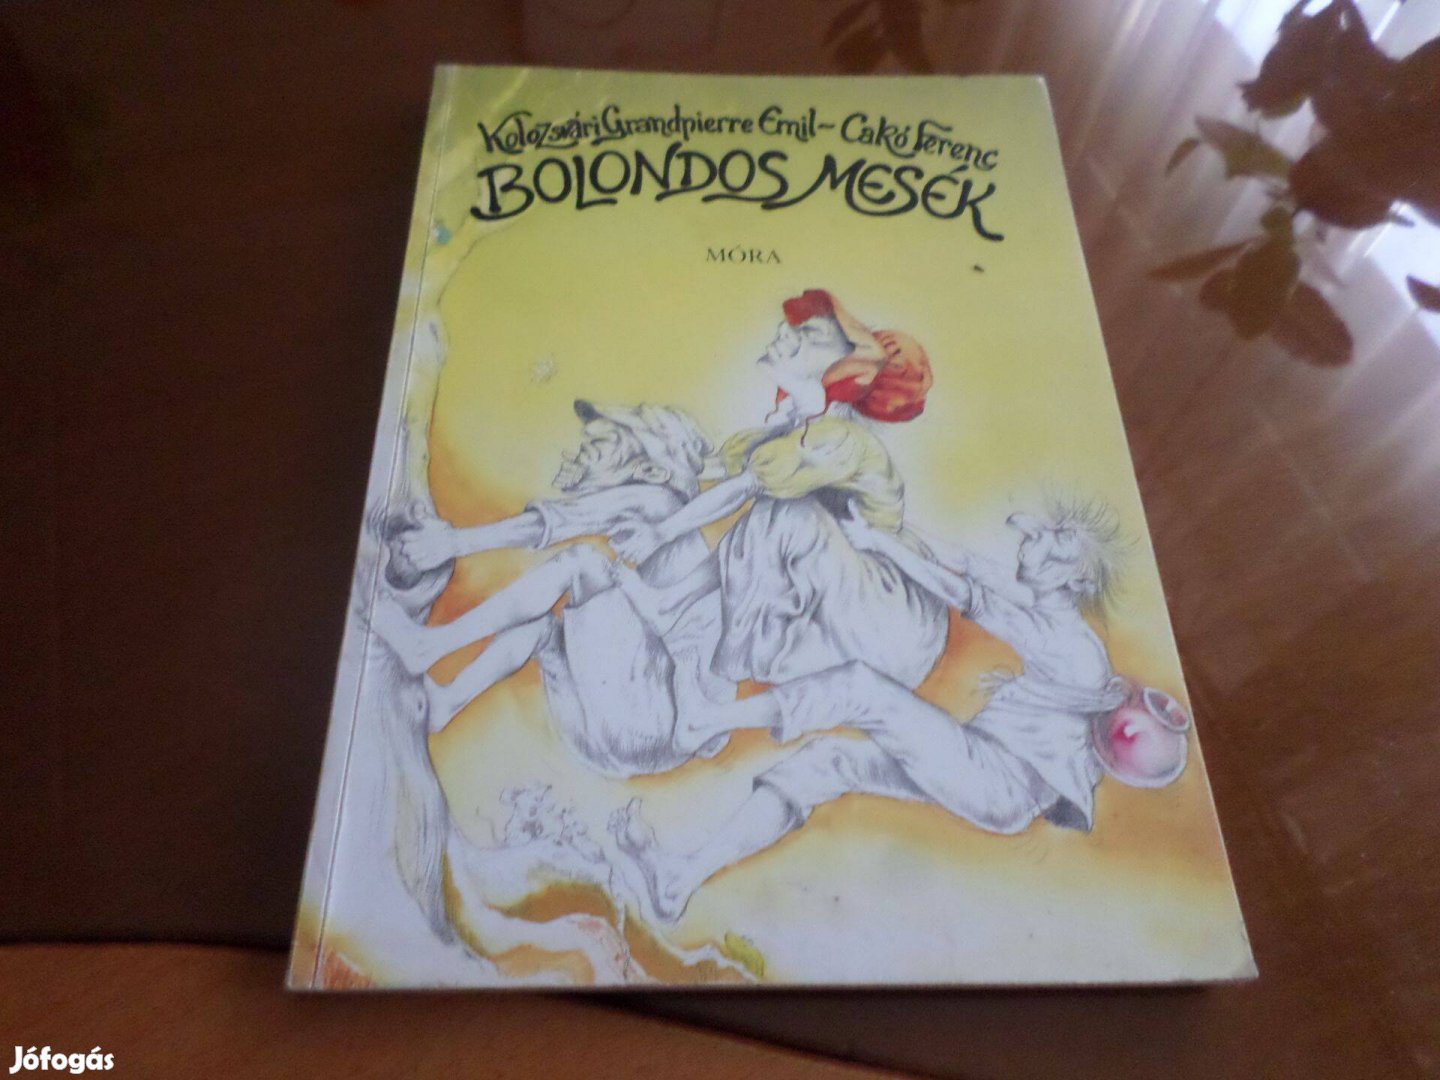 Kolozsvári Grandpierre Emil – Cakó Ferenc
BOLONDOS MESÉK
MÓRA
Jófogás